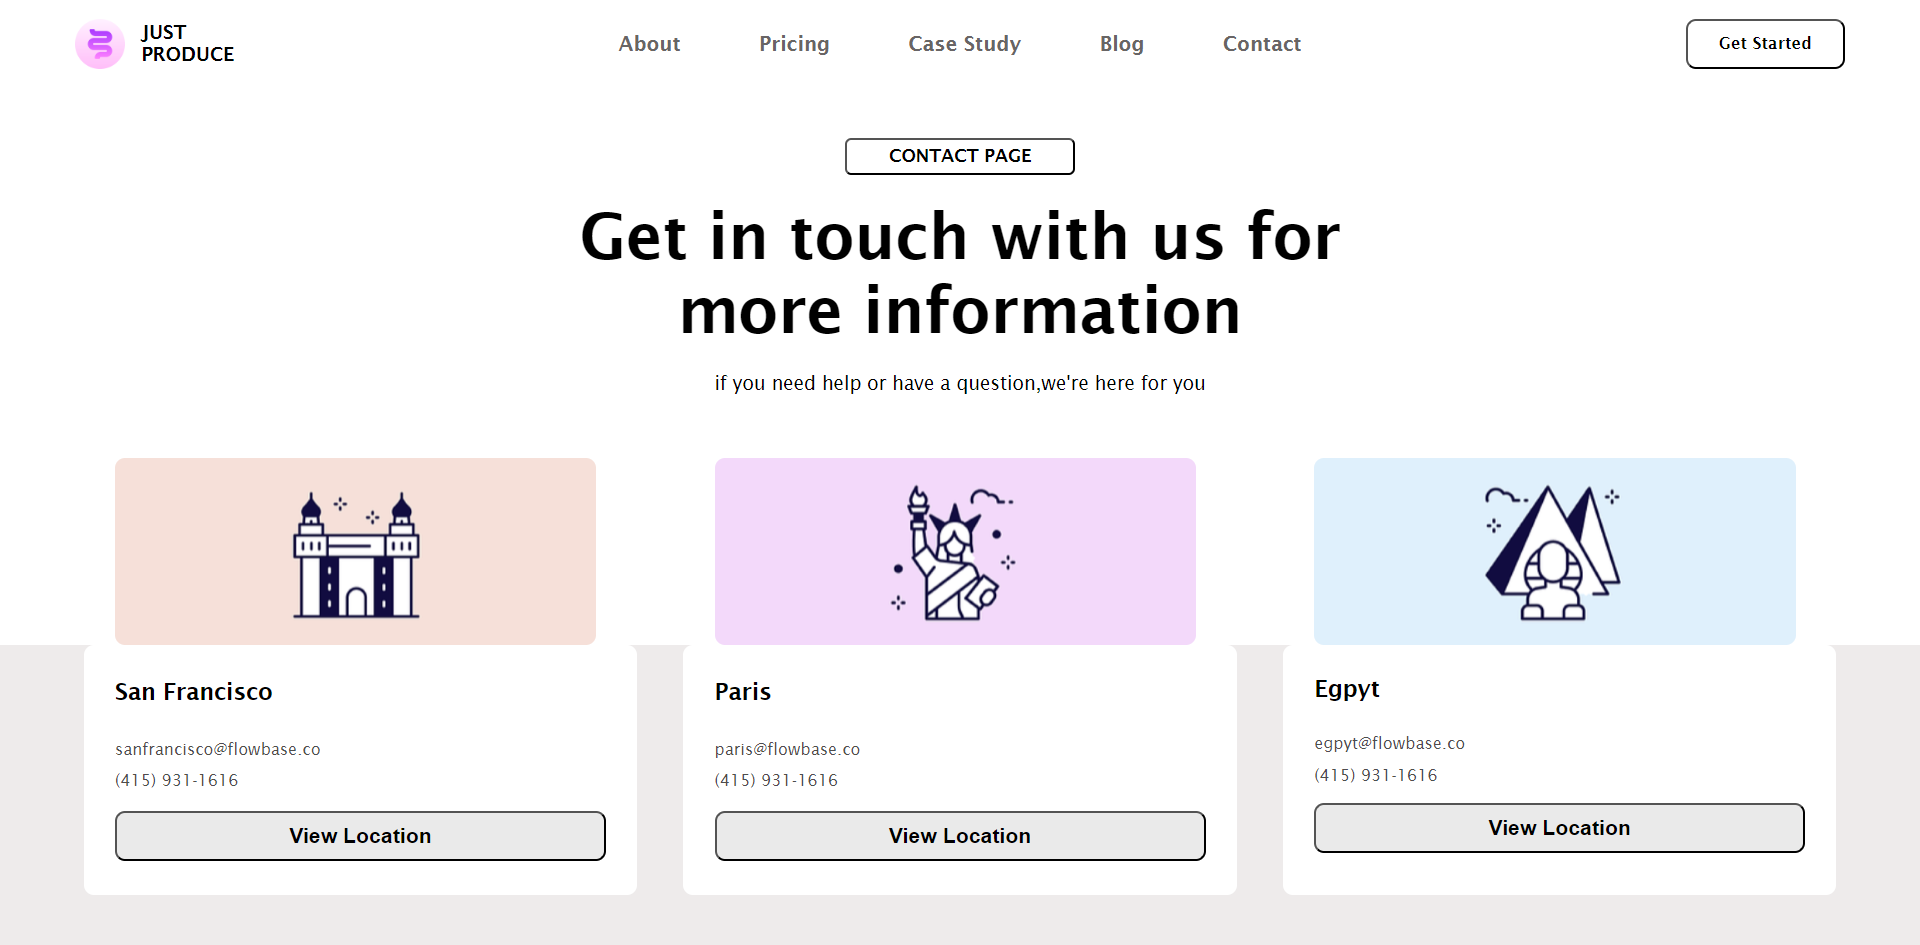 JUST
PRODUCE
About
Pricing
Case Study
Blog
Contact
Get Started
CONTACT PAGE
Get in touch with us for
more information
if you need help or have a question,we're here for you
San Francisco
sanfrancisco@flowbase.co
(415) 931-1616
View Location
Paris
paris@flowbase.co
(415) 931-1616
View Location
Egpyt
egpyt@flowbase.co
(415) 931-1616
View Location